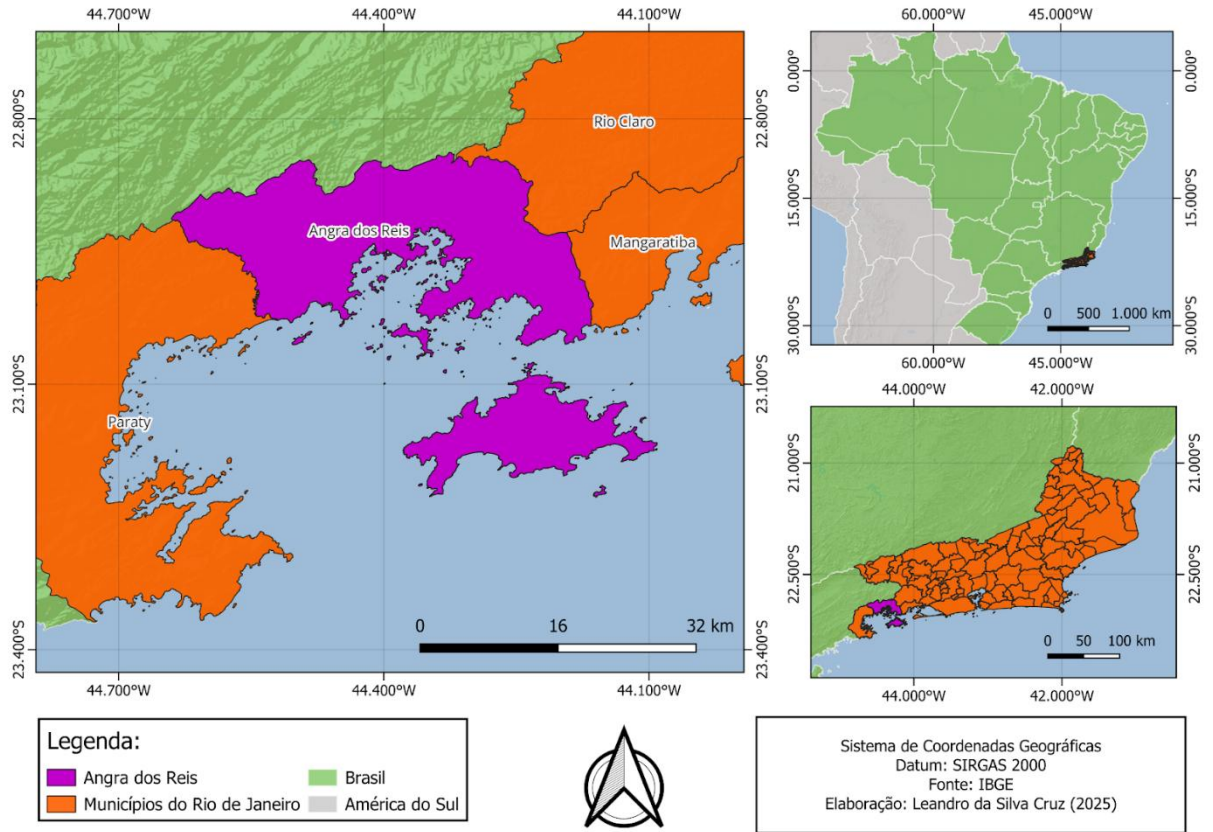 44.700°W
44.400°W
44.100°W
22.800°S
22.800°S
23.100°S
23.100°S
23.400°S
23.400°S
Rio Claro
Angra dos Reis
Mangaratiba
Paraty
0 16 32 km
44.700°W
44.400°W
44.100°W
60.000°W
45.000°W
0.000°
0.000°
15.000°S
15.000°S
30.000°S
30.000°S
0 500 1.000 km
60.000°W
45.000°W
44.000°W
42.000°W
21.000°S
21.000°S
22.500°S
22.500°S
0 50 100 km
44.000°W
42.000°W
Legenda:
Angra dos Reis
Brasil
Municípios do Rio de Janeiro
América do Sul
Sistema de Coordenadas Geográficas
Datum: SIRGAS 2000
Fonte: IBGE
Elaboração: Leandro da Silva Cruz (2025)